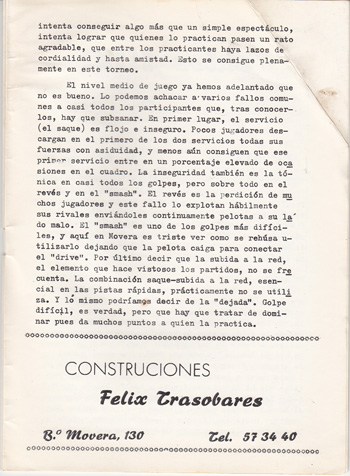 intenta conseguir algo más que un simple espectáculo,
intenta lograr que quienes lo practican pasen un rato
agradable, que entre los practicantes haya lazos de
cordialidad y hasta amistad. Esto se consigue plena-
mente en este torneo.
El nivel medio de juego ya hemos adelantado que
no es bueno. Lo podemos achacar a varios fallos comu-
nes a casi todos los participantes que, tras conocer-
los, hay que subsanar. En primer lugar, el servicio
(el saque) es flojo e inseguro. Pocos jugadores des-
cargan en el primero de los dos servicios todas sus
fuerzas con asiduidad, y menos aún consiguen que ese
primer servicio entre en un porcentaje elevado de oca
siones en el cuadro. La inseguridad también es la tó-
nica en casi todos los golpes, pero sobre todo en el
revés y en el "smash". El revés es la perdición de mu
chos jugadores y este fallo lo explotan hábilmente
sus rivales enviándoles continuamente pelotas a su la
do malo. El "smash" es uno de los golpes más difíci-
les, y aquí en Movera es triste ver como se rehúsa u-
tilizarlo dejando que la pelota caiga para conectar
el "drive". Por último decir que la subida a la red,
el elemento que hace vistosos los partidos, no se fre
cuenta. La combinación saque-subida a la red, esen-
cial en las pistas rápidas, prácticamente no se utili
za. Y lo mismo podríamos decir de la "dejada". Golpe
difícil, es verdad, pero hay que tratar de domi-
nar pues da muchos puntos a quien la practica.
CONSTRUCIONES
Felix Trasobares
B.º Movera, 130 Tel. 57 34 40